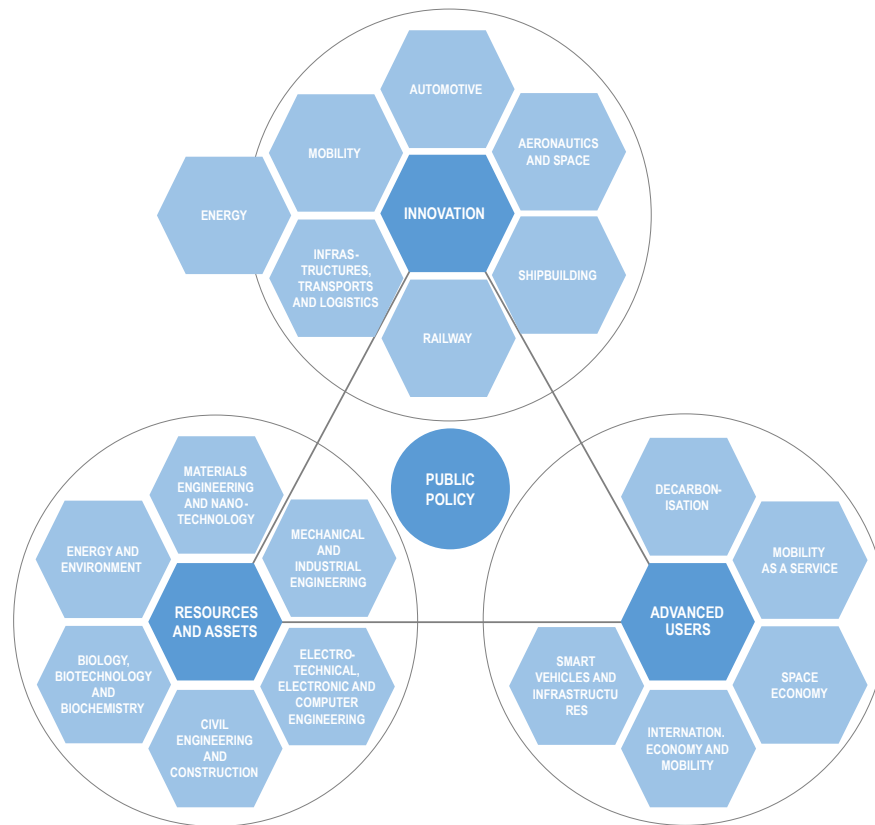 AUTOMOTIVE
MOBILITY
AERONAUTICS
AND SPACE
ENERGY
INNOVATION
INFRAS-
TRUCTURES,
TRANSPORTS
AND LOGISTICS
SHIPBUILDING
RAILWAY
PUBLIC
POLICY
MATERIALS
ENGINEERING
AND NANO-
TECHNOLOGY
ENERGY AND
ENVIRONMENT
MECHANICAL
AND
INDUSTRIAL
ENGINEERING
RESOURCES
AND ASSETS
BIOLOGY,
BIOTECHNOLOGY
AND
BIOCHEMISTRY
ELECTRO-
TECHNICAL,
ELECTRONIC AND
COMPUTER
ENGINEERING
CIVIL
ENGINEERING
AND
CONSTRUCTION
DECARBON-
ISATION
MOBILITY
AS A SERVICE
ADVANCED
USERS
SMART
VEHICLES AND
INFRASTRUCTU
RES
SPACE
ECONOMY
INTERNATION.
ECONOMY AND
MOBILITY